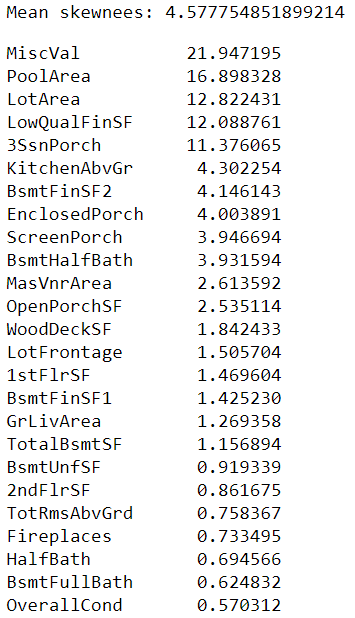 Mean skewnees: 4.577754851899214
MiscVal 21.947195
PoolArea 16.898328
LotArea 12.822431
LowQualFinSF 12.088761
3SsnPorch 11.376065
KitchenAbvGr 4.302254
BsmtFinSF2 4.146143
EnclosedPorch 4.003891
ScreenPorch 3.946694
BsmtHalfBath 3.931594
MasVnrArea 2.613592
OpenPorchSF 2.535114
WoodDeckSF 1.842433
LotFrontage 1.505704
1stFlrSF 1.469604
BsmtFinSF1 1.425230
GrLivArea 1.269358
TotalBsmtSF 1.156894
BsmtUnfSF 0.919339
2ndFlrSF 0.861675
TotRmsAbvGrd 0.758367
Fireplaces 0.733495
HalfBath 0.694566
BsmtFullBath 0.624832
OverallCond 0.570312